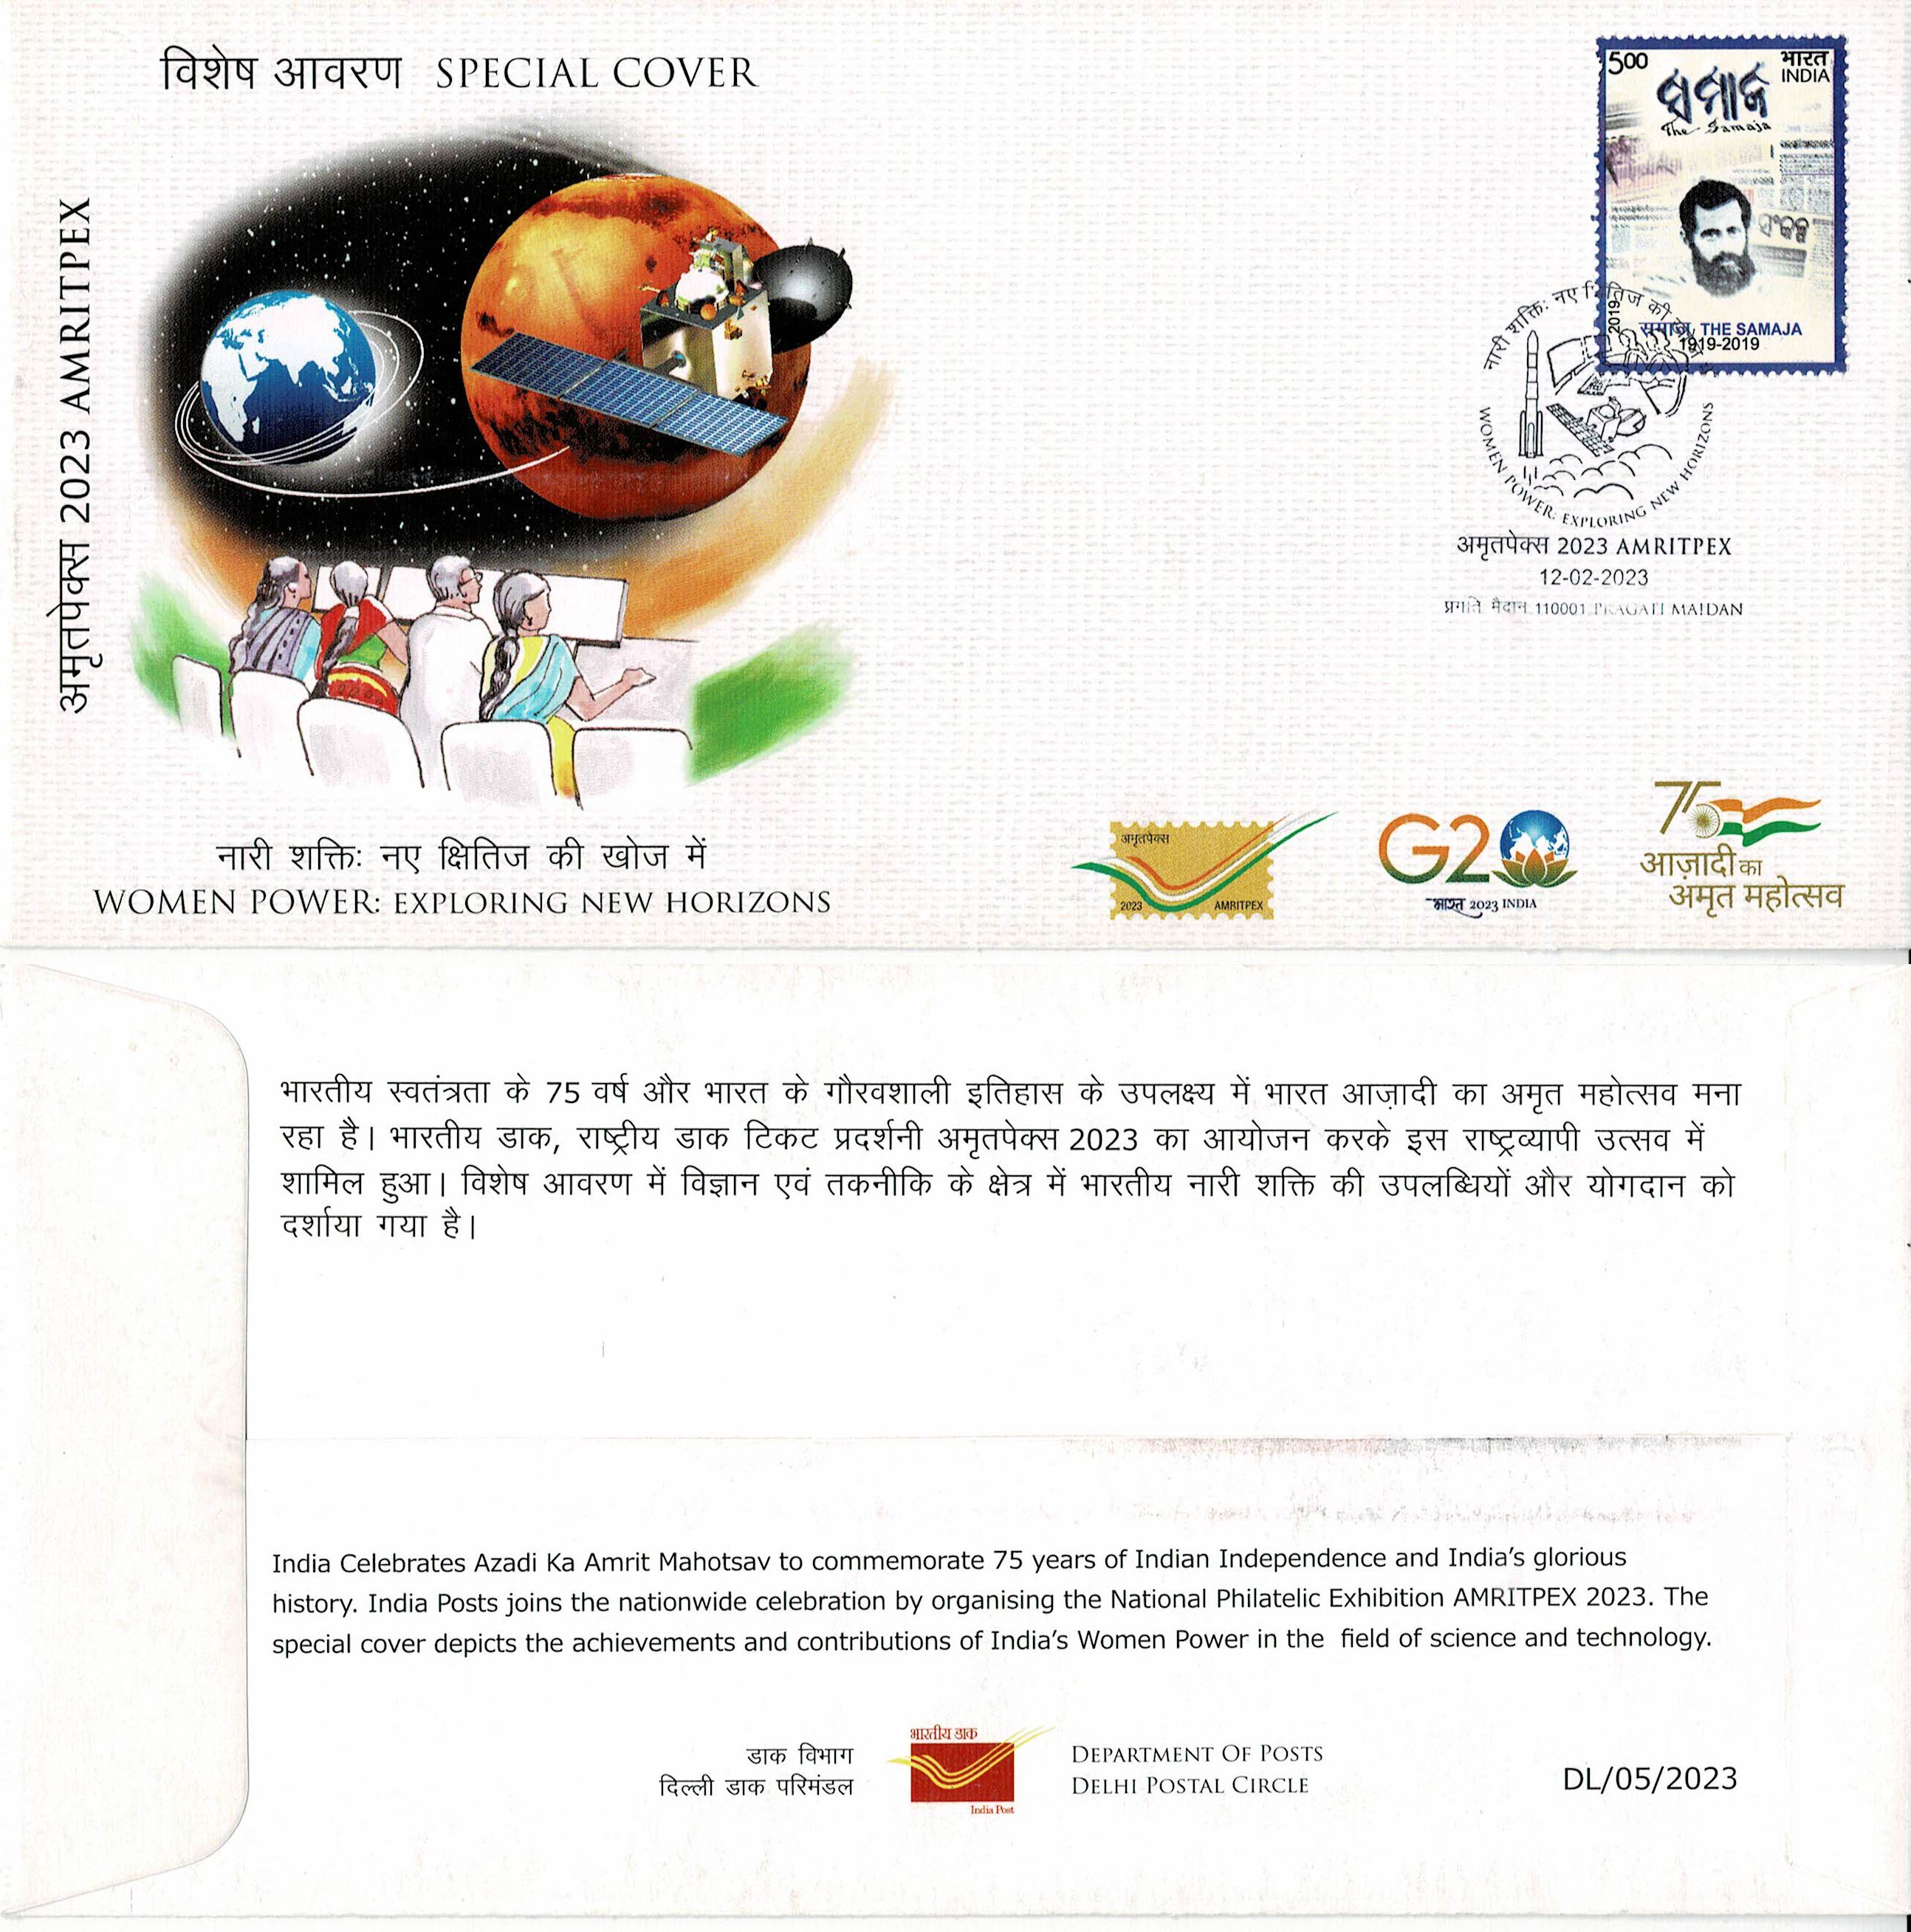 विशेष आवरण SPECIAL COVER
अमृतपेक्स 2023 AMRITPEX
500
भारत
INDIA
ସମାଜ
The Samaja
2019
समाज, THE SAMAJA
1919-2019
नारी शक्ति: नए क्षितिज की
WOMEN POWER: EXPLORING NEW HORIZONS
अमृतपेक्स 2023 AMRITPEX
12-02-2023
प्रगति मैदान 110001 PRAGATI MAIDAN
नारी शक्तिः नए क्षितिज की खोज में
WOMEN POWER: EXPLORING NEW HORIZONS
अमृतपेक्स
2023 AMRITPEX
G20
भारत 2023 INDIA
75
आज़ादी का
अमृत महोत्सव
भारतीय स्वतंत्रता के 75 वर्ष और भारत के गौरवशाली इतिहास के उपलक्ष्य में भारत आज़ादी का अमृत महोत्सव मना
रहा है। भारतीय डाक, राष्ट्रीय डाक टिकट प्रदर्शनी अमृतपेक्स 2023 का आयोजन करके इस राष्ट्रव्यापी उत्सव में
शामिल हुआ। विशेष आवरण में विज्ञान एवं तकनीकि के क्षेत्र में भारतीय नारी शक्ति की उपलब्धियों और योगदान को
दर्शाया गया है।
India Celebrates Azadi Ka Amrit Mahotsav to commemorate 75 years of Indian Independence and India's glorious
history. India Posts joins the nationwide celebration by organising the National Philatelic Exhibition AMRITPEX 2023. The
special cover depicts the achievements and contributions of India's Women Power in the field of science and technology.
डाक विभाग
दिल्ली डाक परिमंडल
भारतीय डाक
India Post
DEPARTMENT OF POSTS
DELHI POSTAL CIRCLE
DL/05/2023